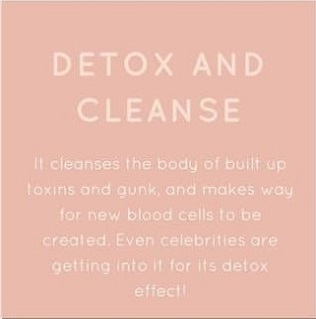 DETOX AND
CLEANSE
It cleanses the body of built up
toxins and gunk, and makes way
for new blood cells to be
created. Even celebrities are
getting into it for its detox
effect!